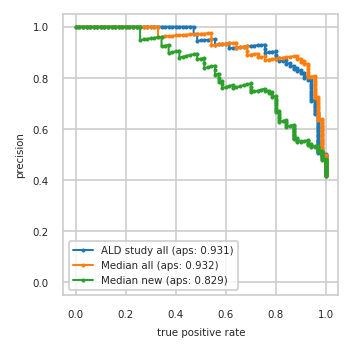 1.0
0.8
0.6
0.4
0.2
0.0
precision
ALD study all (aps: 0.931)
Median all (aps: 0.932)
Median new (aps: 0.829)
0.0 0.2 0.4 0.6 0.8 1.0
true positive rate